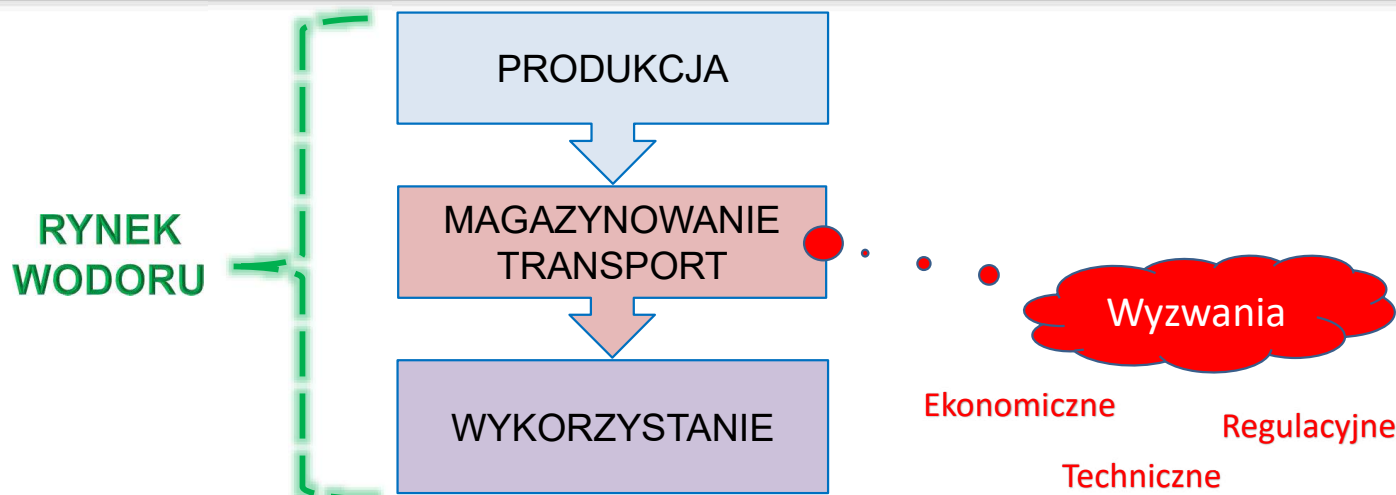 PRODUKCJA
RYNEK
WODORU
MAGAZYNOWANIE
TRANSPORT
Wyzwania
WYKORZYSTANIE
Ekonomiczne
Regulacyjne
Techniczne